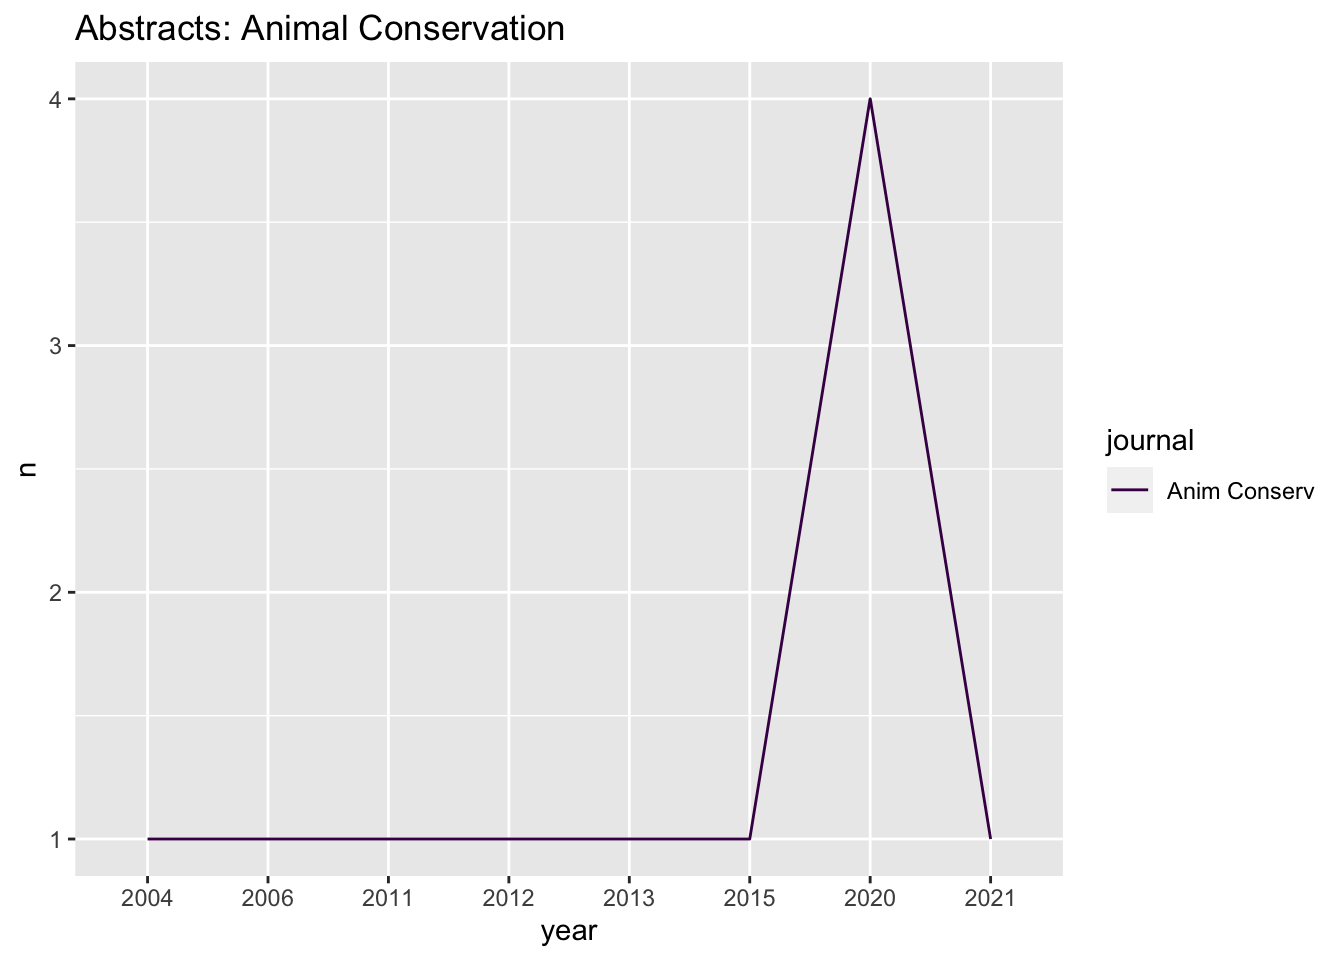 Abstracts: Animal Conservation
4
3
2
1
n
2004 2006 2011 2012 2013 2015 2020 2021
year
journal
Anim Conserv